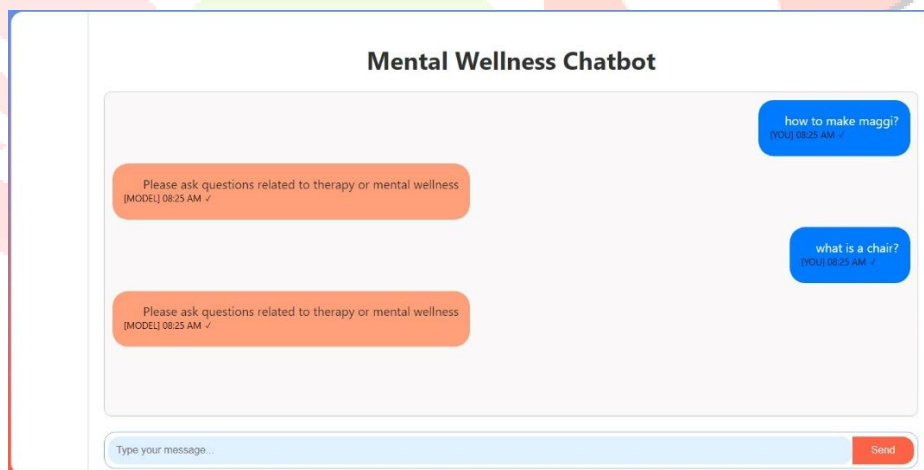 Mental Wellness Chatbot
how to make maggi?
[YOU] 08:25 AM ✓
Please ask questions related to therapy or mental wellness
[MODEL] 08:25 AM ✓
what is a chair?
[YOU] 08:25 AM ✓
Please ask questions related to therapy or mental wellness
[MODEL] 08:25 AM ✓
Type your message...
Send